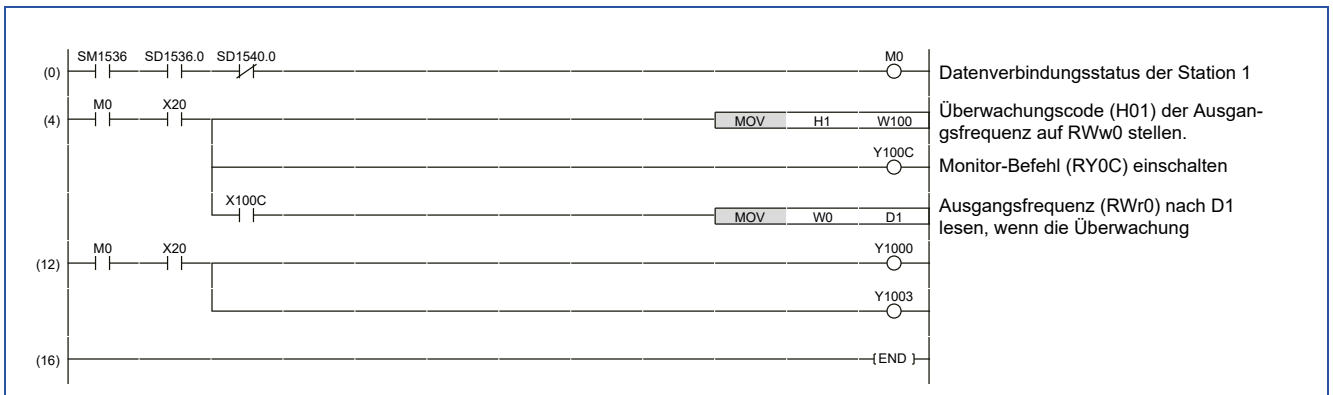 SM1536 SD1536.0 SD1540.0 M0
(0) Datenverbindungsstatus der Station 1
M0 X20
(4) MOV H1 W100
Überwachungscode (H01) der Ausgan-
gsfrequenz auf RWw0 stellen.
Y100C
Monitor-Befehl (RY0C) einschalten
X100C
MOV W0 D1
Ausgangsfrequenz (RWr0) nach D1
lesen, wenn die Überwachung
M0 X20 Y1000
(12)
Y1003
(16) END